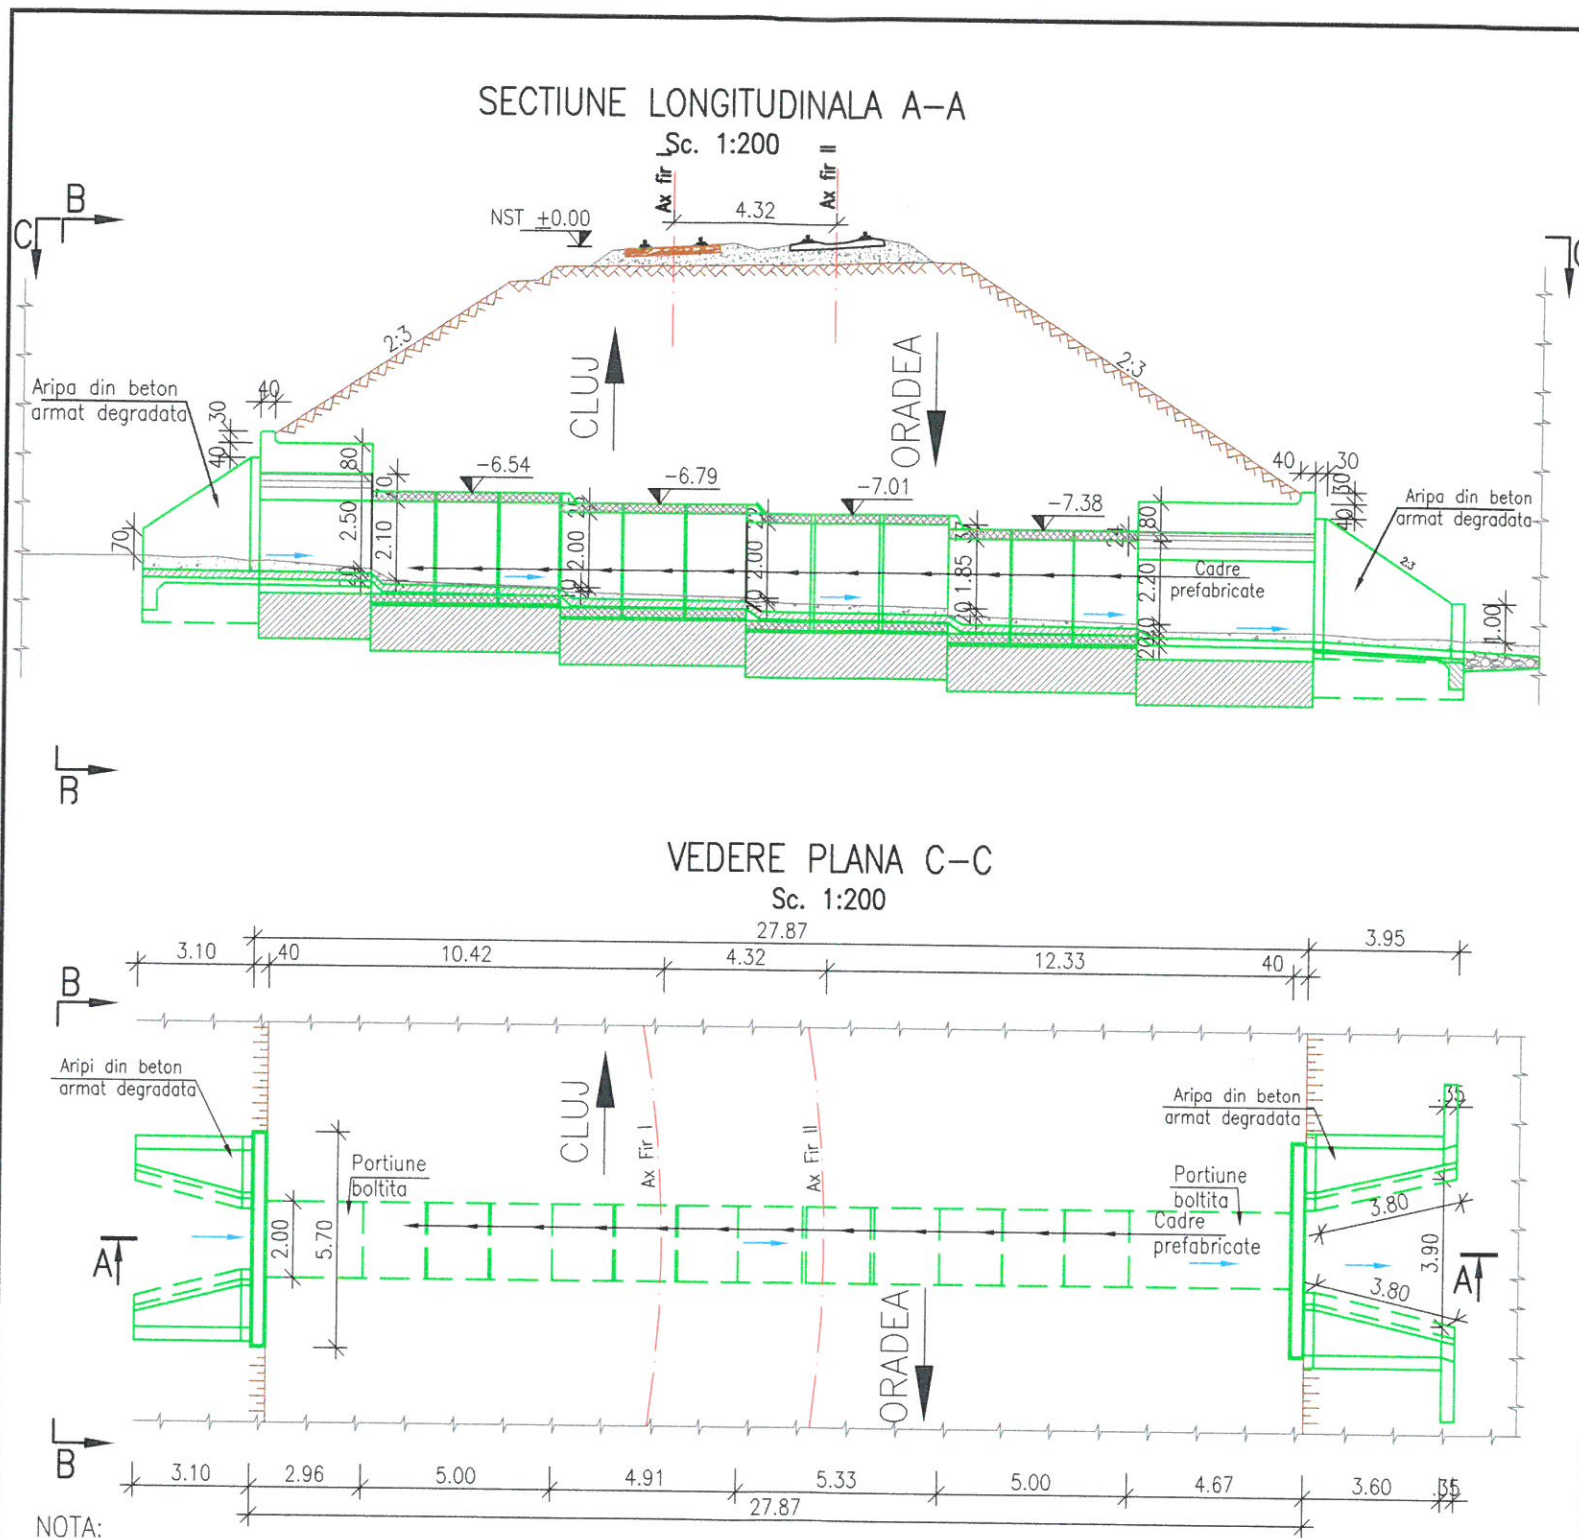 SECTIUNE LONGITUDINALA A-A
Sc. 1:200
Ax fir I
Ax fir II
4.32
NST ±0.00
B
C
2:3
2:3
CLUJ
ORADEA
Aripa din beton
armat degradata
40
30
40
80
70
2.50
2.10
70
-6.54
-6.79
-7.01
-7.38
2.00
2.00
1.85
2.20
80
40
30
30
40
Aripa din beton
armat degradata
2:3
1.00
Cadre
prefabricate
20
B
VEDERE PLANA C-C
Sc. 1:200
27.87
3.10
40
10.42
4.32
12.33
40
3.95
B
Aripi din beton
armat degradata
CLUJ
Ax Fir I
Ax Fir II
Portiune
boltita
2.00
5.70
A
Aripa din beton
armat degradata
.35
Portiune
boltita
Cadre
prefabricate
3.80
3.90
3.80
A
ORADEA
B
3.10
2.96
5.00
4.91
5.33
5.00
4.67
3.60
.35
27.87
NOTA: